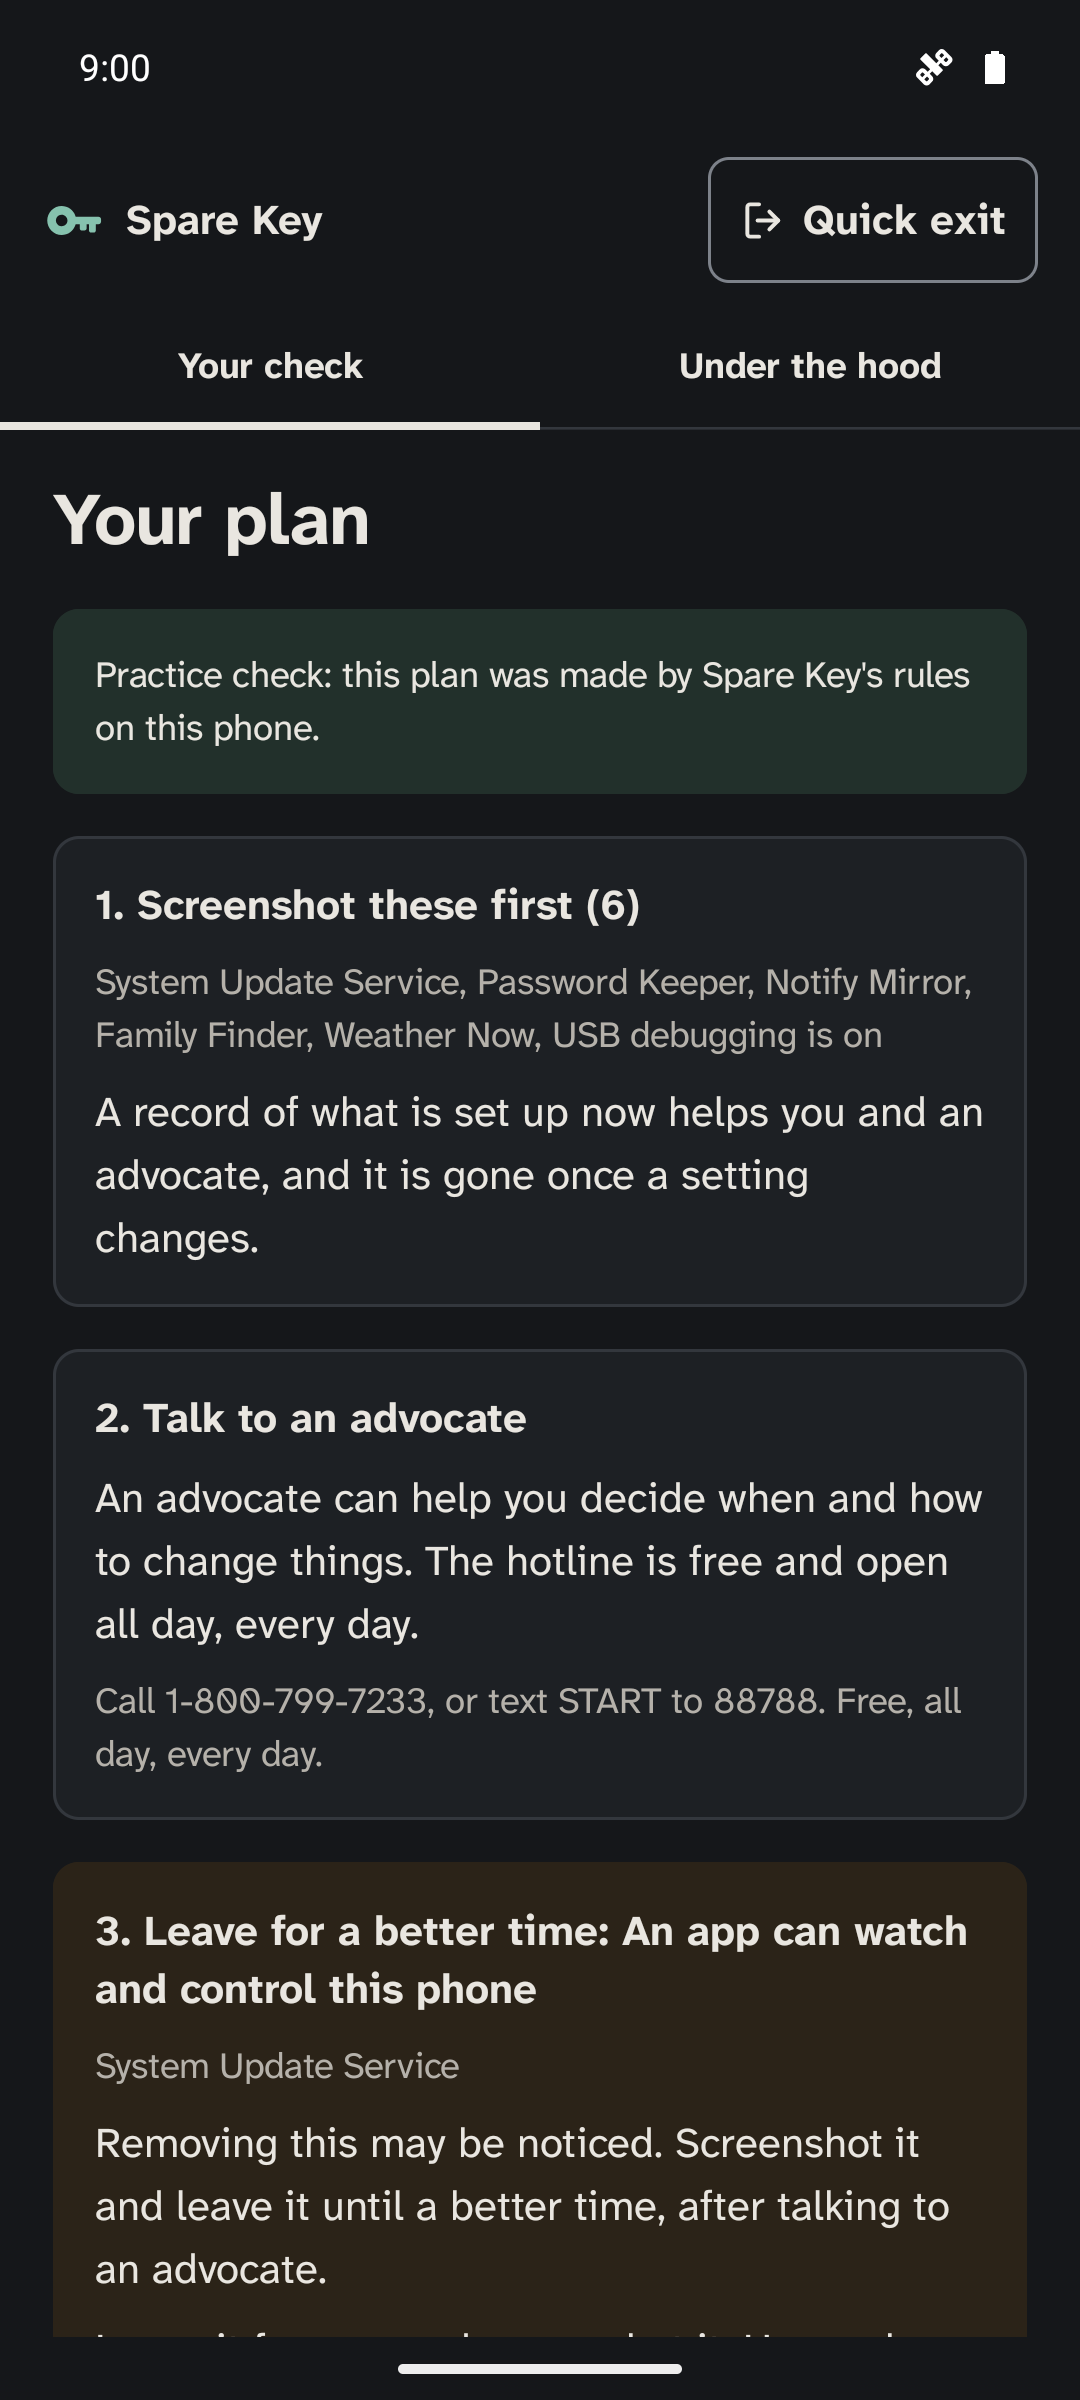 9:00
Spare Key
Quick exit
Your check
Under the hood
Your plan
Practice check: this plan was made by Spare Key's rules
on this phone.
1. Screenshot these first (6)
System Update Service, Password Keeper, Notify Mirror,
Family Finder, Weather Now, USB debugging is on
A record of what is set up now helps you and an
advocate, and it is gone once a setting
changes.
2. Talk to an advocate
An advocate can help you decide when and how
to change things. The hotline is free and open
all day, every day.
Call 1-800-799-7233, or text START to 88788. Free, all
day, every day.
3. Leave for a better time: An app can watch
and control this phone
System Update Service
Removing this may be noticed. Screenshot it
and leave it until a better time, after talking to
an advocate.